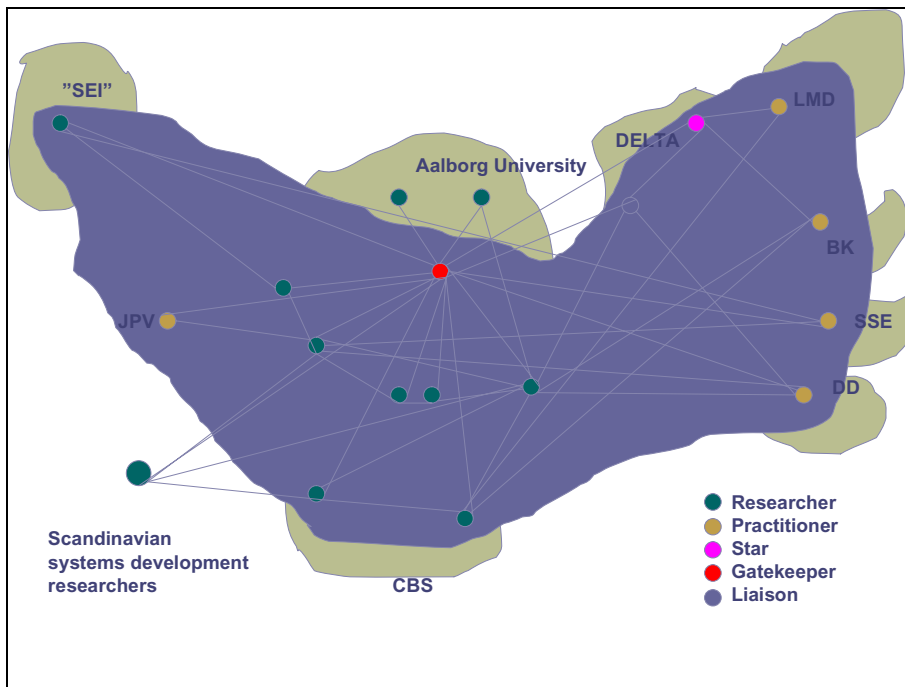 ”SEI”
LMD
DELTA
Aalborg University
BK
JPV
SSE
DD
Researcher
Practitioner
Star
Gatekeeper
Liaison
Scandinavian
systems development
researchers
CBS